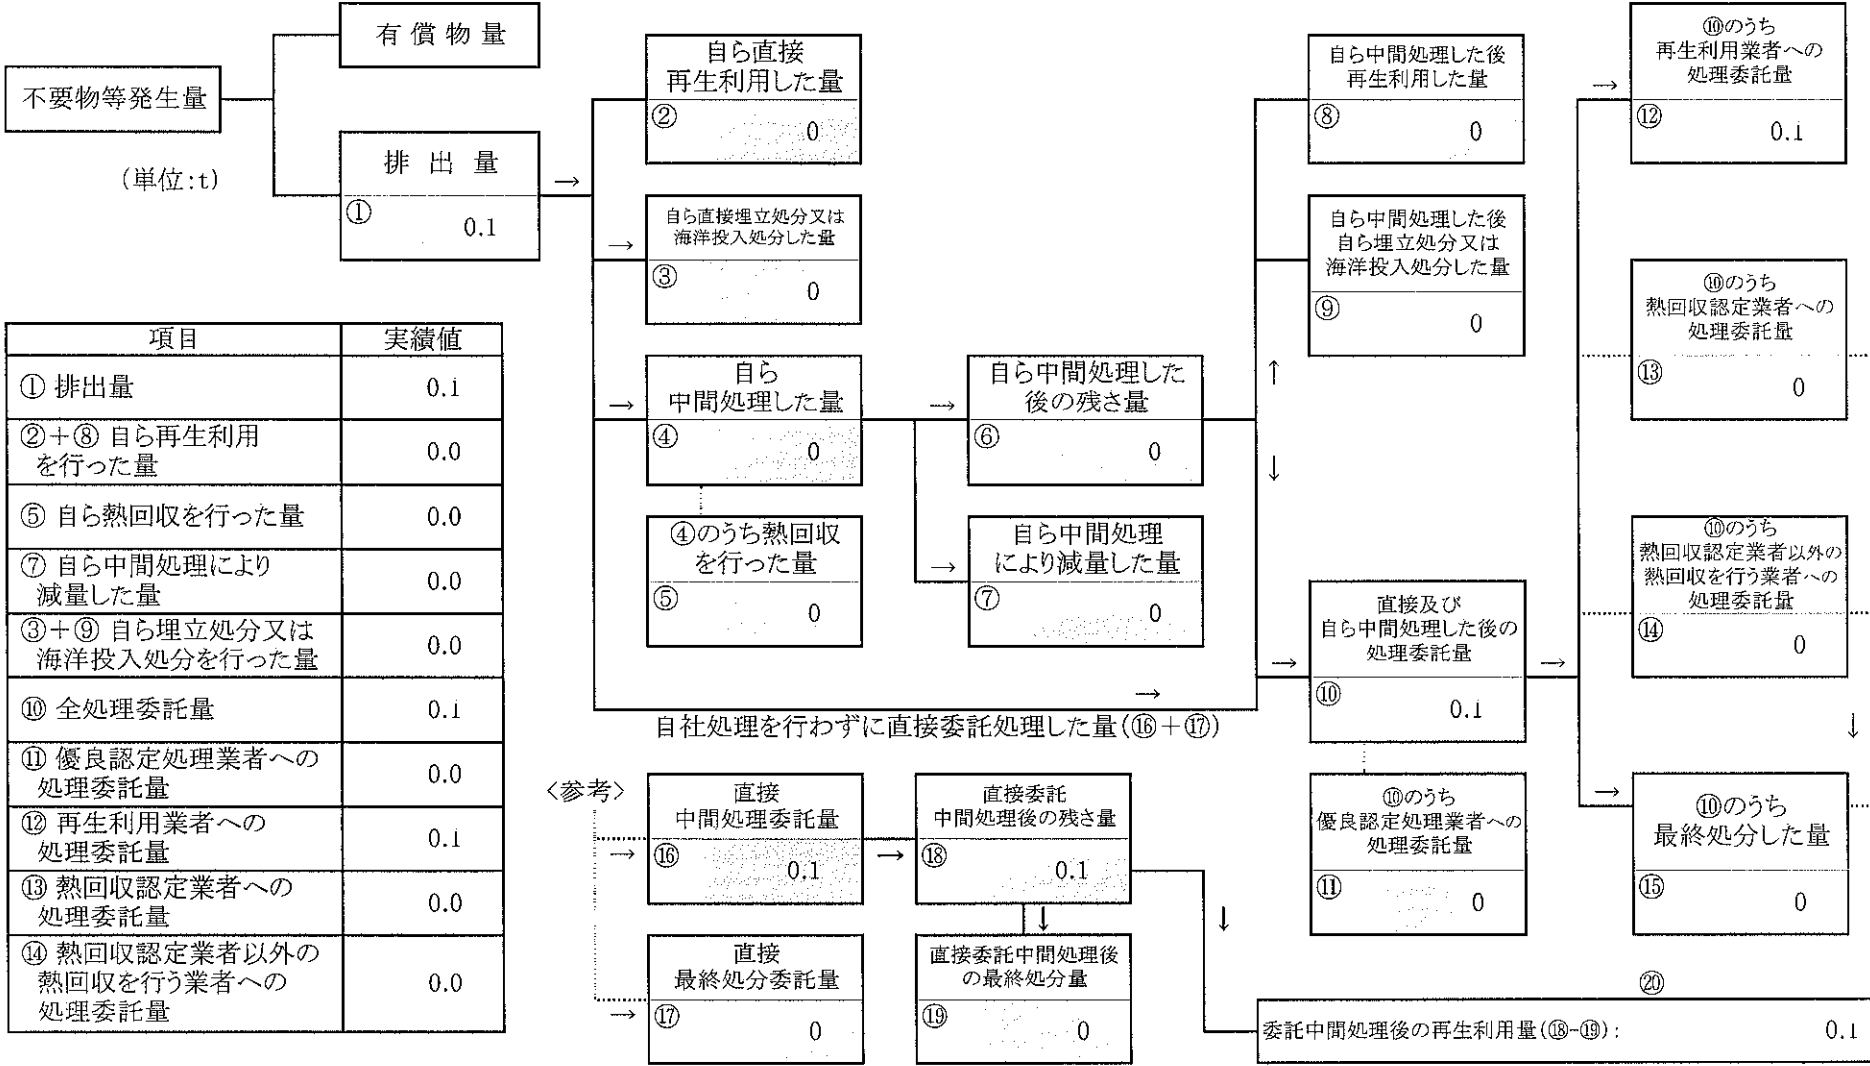 不要物等発生量
(単位:t)
有償物量
排出量
①
0.1
自ら直接
再生利用した量
②
0
自ら直接埋立処分又は
海洋投入処分した量
③
0
自ら
中間処理した量
④
0
④のうち熱回収
を行った量
⑤
0
自ら中間処理した
後の残さ量
⑥
0
自ら中間処理
により減量した量
⑦
0
自ら中間処理した後
再生利用した量
⑧
0
自ら中間処理した後
自ら埋立処分又は
海洋投入処分した量
⑨
0
直接及び
自ら中間処理した後の
処理委託量
⑩
0.1
⑩のうち
優良認定処理業者への
処理委託量
⑪
0
⑩のうち
再生利用業者への
処理委託量
⑫
0.1
⑩のうち
熱回収認定業者への
処理委託量
⑬
0
⑩のうち
熱回収認定業者以外の
熱回収を行う業者への
処理委託量
⑭
0
⑩のうち
最終処分した量
⑮
0
自社処理を行わずに直接委託処理した量(⑯+⑰)
<参考>
直接
中間処理委託量
⑯
0.1
直接
最終処分委託量
⑰
0
直接委託
中間処理後の残さ量
⑱
0.1
直接委託中間処理後
の最終処分量
⑲
0
⑳
委託中間処理後の再生利用量(⑱-⑲): 0.1
項目 実績値
① 排出量 0.1
②+⑧ 自ら再生利用
を行った量 0.0
⑤ 自ら熱回収を行った量 0.0
⑦ 自ら中間処理により
減量した量 0.0
③+⑨ 自ら埋立処分又は
海洋投入処分を行った量 0.0
⑩ 全処理委託量 0.1
⑪ 優良認定処理業者への
処理委託量 0.0
⑫ 再生利用業者への
処理委託量 0.1
⑬ 熱回収認定業者への
処理委託量 0.0
⑭ 熱回収認定業者以外の
熱回収を行う業者への
処理委託量 0.0